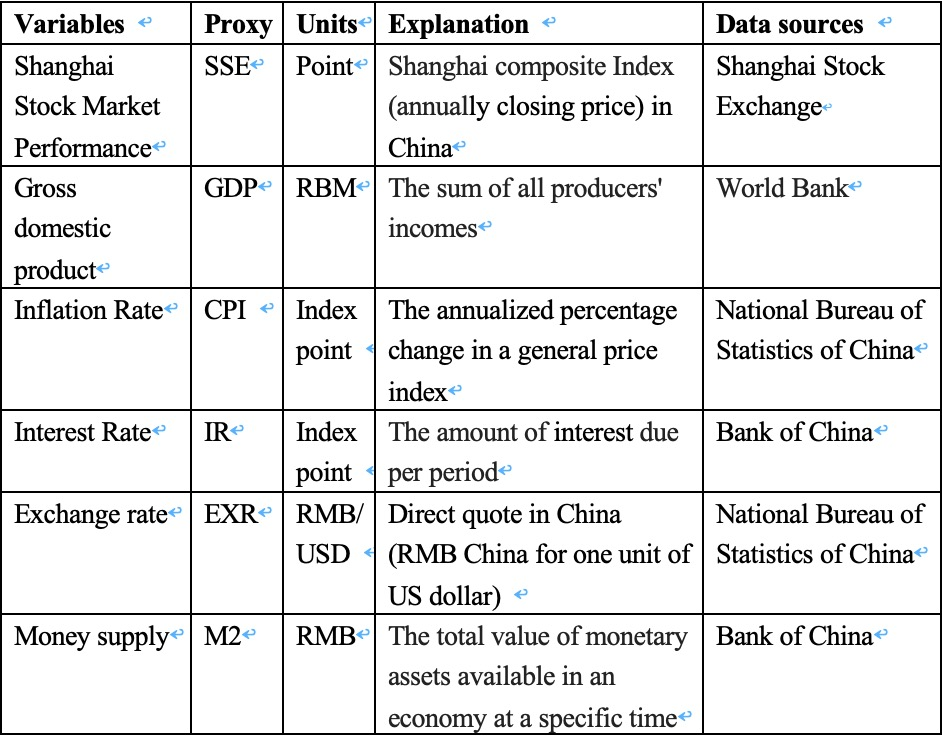 Variables Proxy Units Explanation Data sources
Shanghai SSE Point Shanghai composite Index Shanghai Stock
Stock Market (annually closing price) in Exchange
Performance China
Gross GDP RBM The sum of all producers' World Bank
domestic incomes
product
Inflation Rate CPI Index The annualized percentage National Bureau of
point change in a general price Statistics of China
index
Interest Rate IR Index The amount of interest due Bank of China
point per period
Exchange rate EXR RMB/ Direct quote in China National Bureau of
USD (RMB China for one unit of Statistics of China
US dollar)
Money supply M2 RMB The total value of monetary Bank of China
assets available in an
economy at a specific time